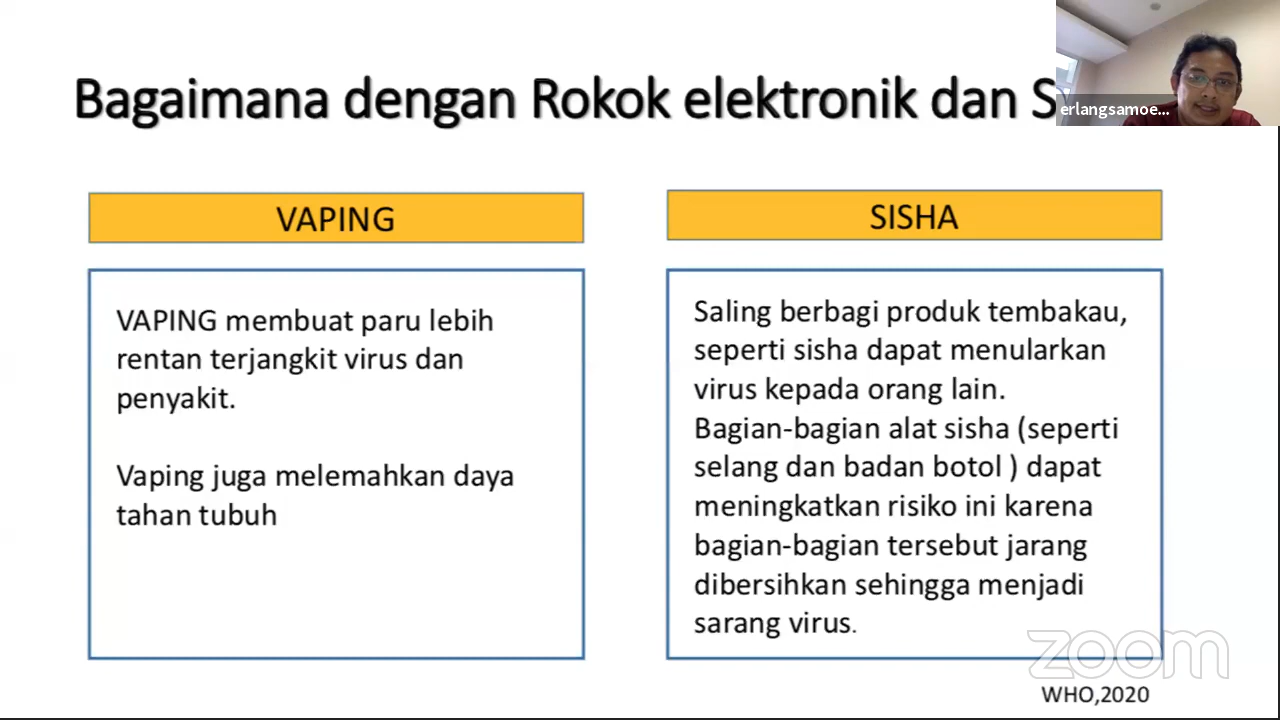 Bagaimana dengan Rokok elektronik dan S
erlangsamoe...
VAPING
VAPING membuat paru lebih
rentan terjangkit virus dan
penyakit.
Vaping juga melemahkan daya
tahan tubuh
SISHA
Saling berbagi produk tembakau,
seperti sisha dapat menularkan
virus kepada orang lain.
Bagian-bagian alat sisha (seperti
selang dan badan botol ) dapat
meningkatkan risiko ini karena
bagian-bagian tersebut jarang
dibersihkan sehingga menjadi
sarang virus.
zoom
WHO,2020